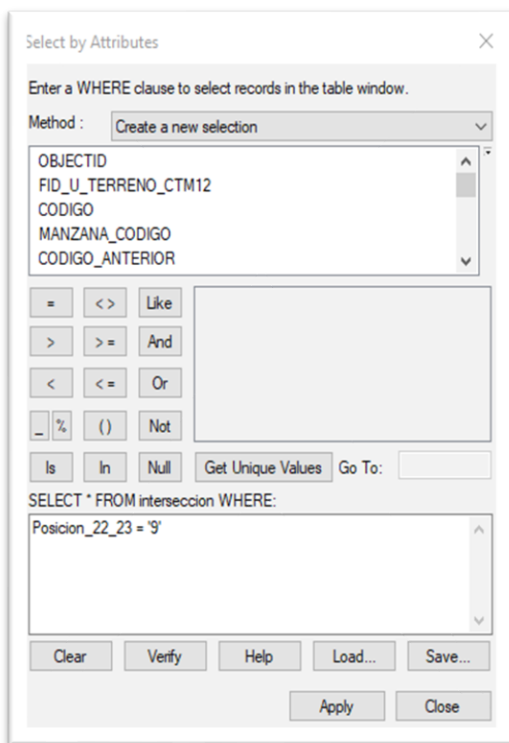 Select by Attributes
Enter a WHERE clause to select records in the table window.
Method : Create a new selection
OBJECTID
FID_U_TERRENO_CTM12
CODIGO
MANZANA_CODIGO
CODIGO_ANTERIOR
= < > Like
> > = And
< < = Or
_ % () Not
Is In Null Get Unique Values Go To:
SELECT * FROM interseccion WHERE:
Posicion_22_23 = '9'
Clear Verify Help Load... Save...
Apply Close